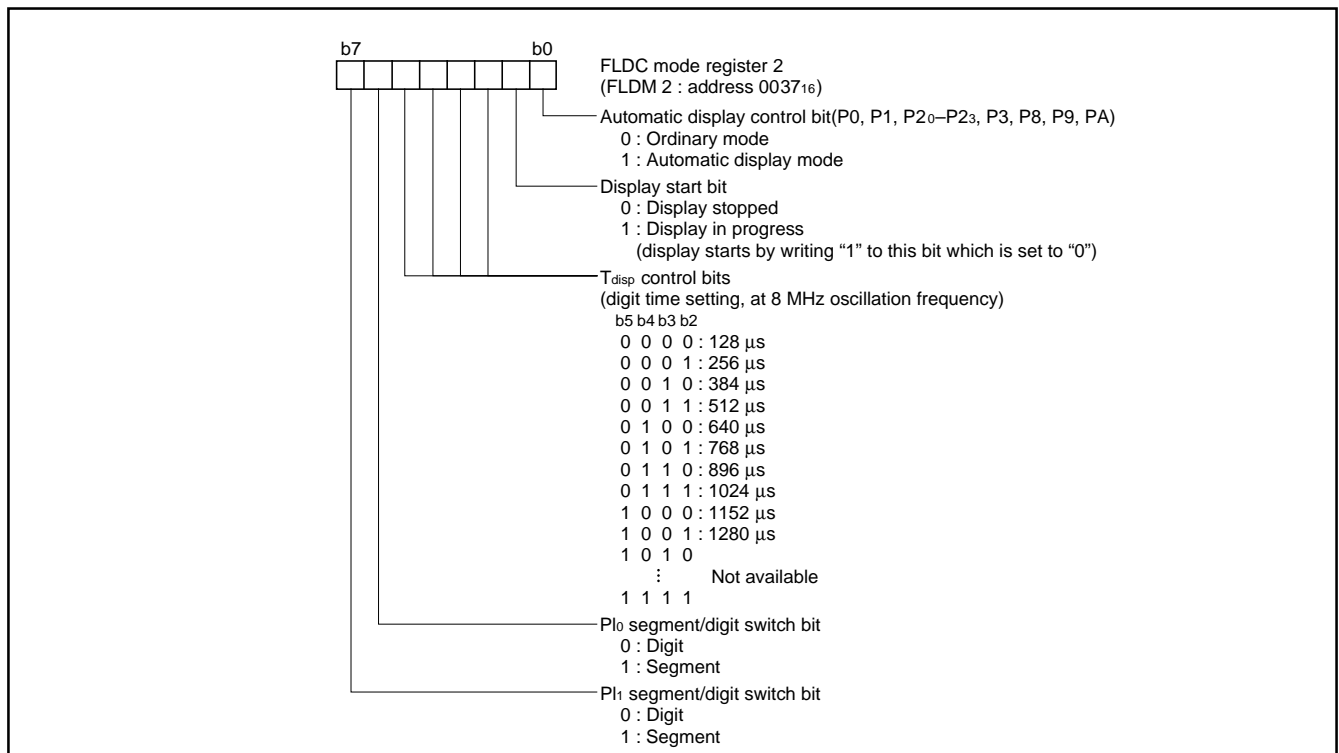 b7 b0
FLDC mode register 2
(FLDM 2 : address 0037₁₆)
Automatic display control bit(P0, P1, P2₀–P2₃, P3, P8, P9, PA)
0 : Ordinary mode
1 : Automatic display mode
Display start bit
0 : Display stopped
1 : Display in progress
(display starts by writing “1” to this bit which is set to “0”)
Tdisp control bits
(digit time setting, at 8 MHz oscillation frequency)
b5 b4 b3 b2
0 0 0 0 : 128 µs
0 0 0 1 : 256 µs
0 0 1 0 : 384 µs
0 0 1 1 : 512 µs
0 1 0 0 : 640 µs
0 1 0 1 : 768 µs
0 1 1 0 : 896 µs
0 1 1 1 : 1024 µs
1 0 0 0 : 1152 µs
1 0 0 1 : 1280 µs
1 0 1 0
⋮ Not available
1 1 1 1
Pl₀ segment/digit switch bit
0 : Digit
1 : Segment
Pl₁ segment/digit switch bit
0 : Digit
1 : Segment